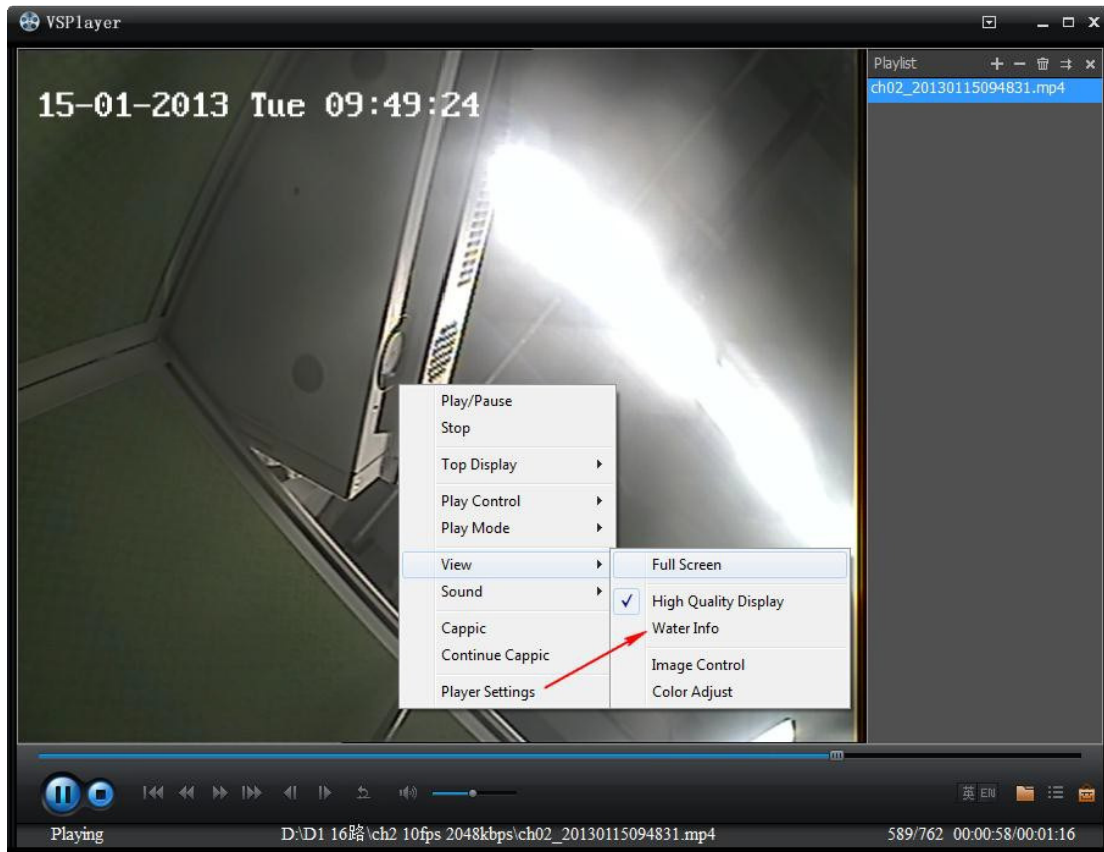 VSPlayer
Playlist
ch02_20130115094831.mp4
15-01-2013 Tue 09:49:24
Play/Pause
Stop
Top Display
Play Control
Play Mode
View
Sound
Cappic
Continue Cappic
Player Settings
Full Screen
High Quality Display
Water Info
Image Control
Color Adjust
英 EN
Playing
D:\D1 16路\ch2 10fps 2048kbps\ch02_20130115094831.mp4
589/762 00:00:58/00:01:16